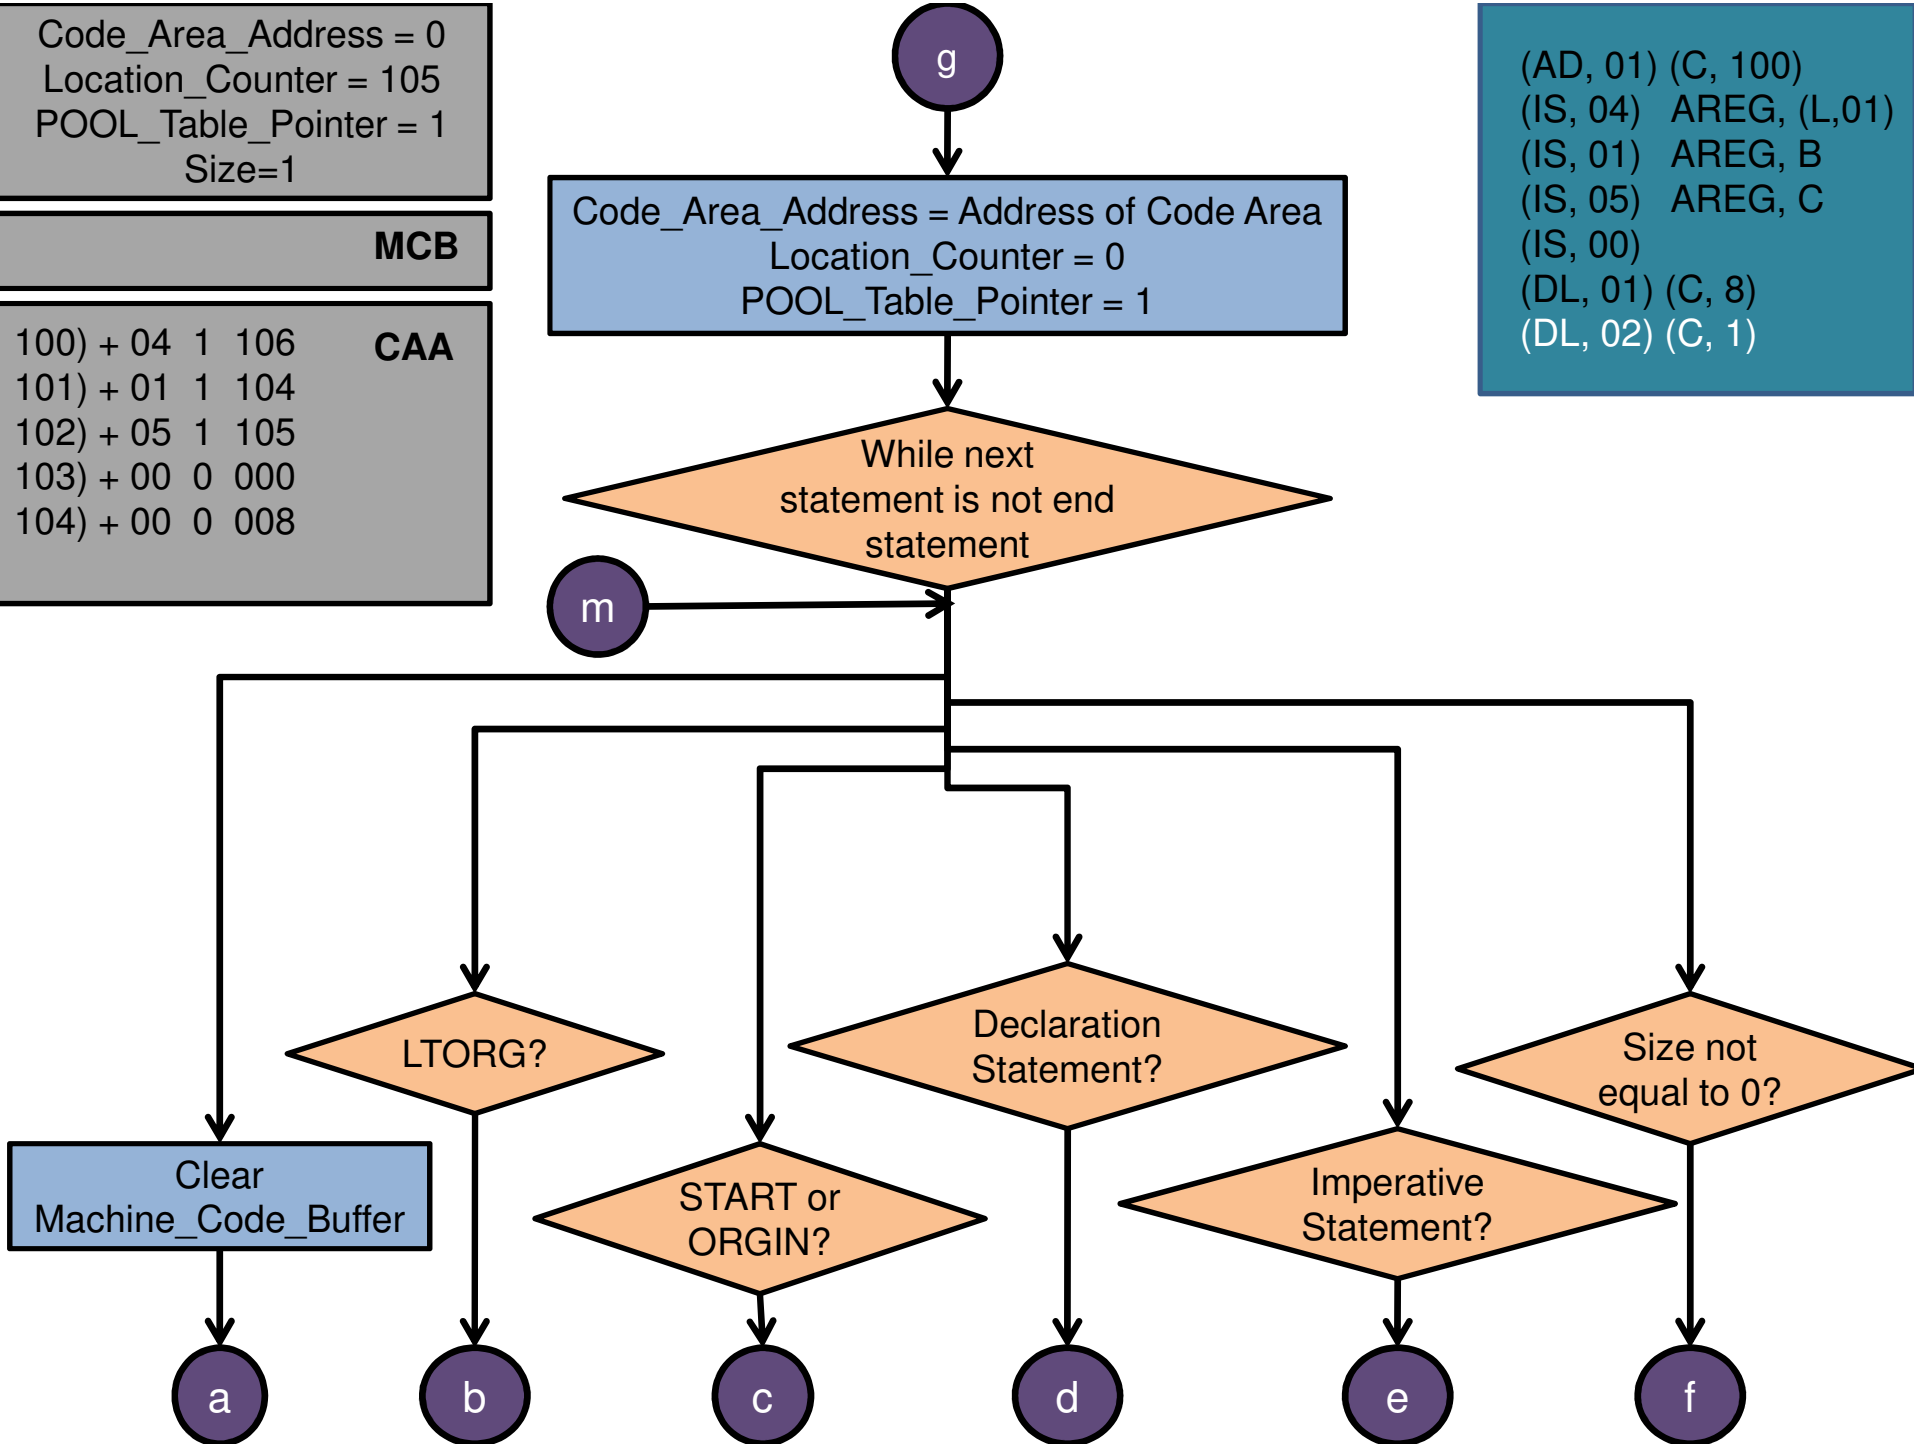 Code_Area_Address = 0
Location_Counter = 105
POOL_Table_Pointer = 1
Size=1
MCB
100) + 04 1 106
CAA
101) + 01 1 104
102) + 05 1 105
103) + 00 0 000
104) + 00 0 008
g
Code_Area_Address = Address of Code Area
Location_Counter = 0
POOL_Table_Pointer = 1
(AD, 01) (C, 100)
(IS, 04) AREG, (L,01)
(IS, 01) AREG, B
(IS, 05) AREG, C
(IS, 00)
(DL, 01) (C, 8)
(DL, 02) (C, 1)
While next
statement is not end
statement
m
Clear
Machine_Code_Buffer
LTORG?
START or
ORGIN?
Declaration
Statement?
Imperative
Statement?
Size not
equal to 0?
a
b
c
d
e
f